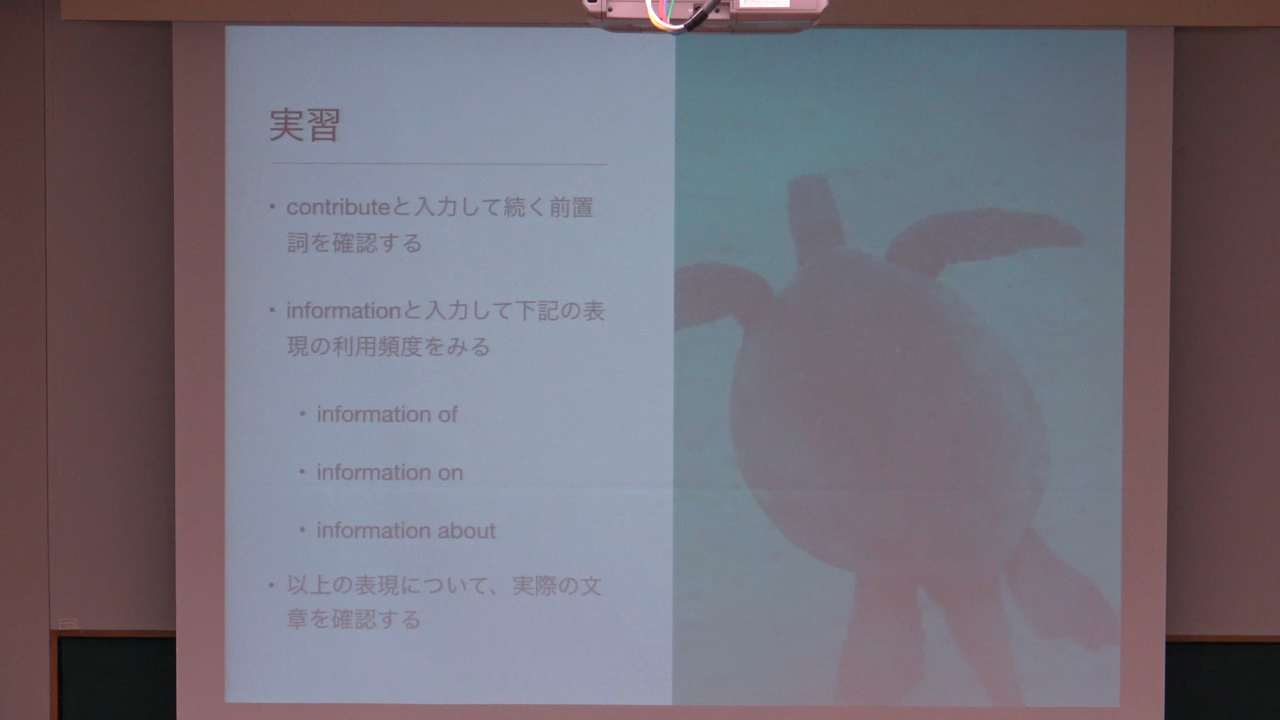 実習
• contributeと入力して続く前置
詞を確認する
• informationと入力して下記の表
現の利用頻度をみる
• information of
• information on
• information about
• 以上の表現について、実際の文
章を確認する